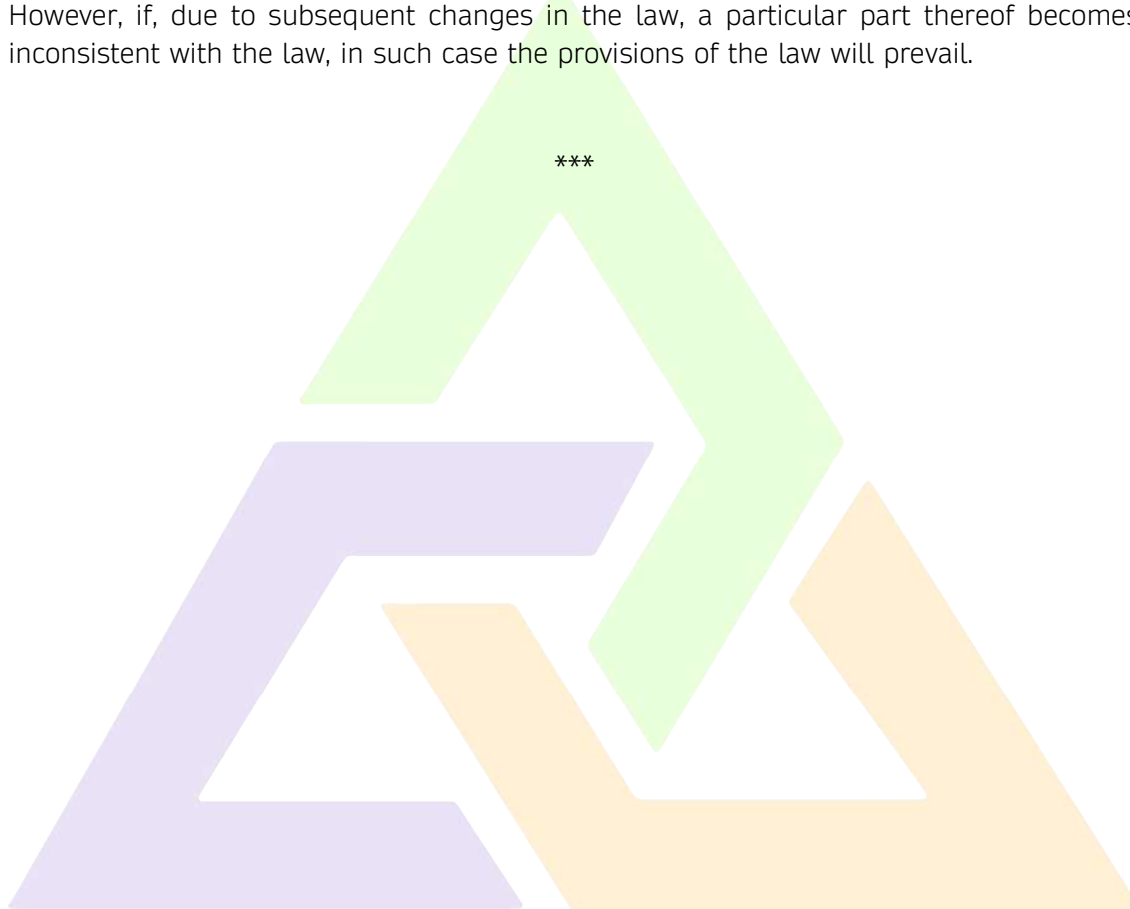 However, if, due to subsequent changes in the law, a particular part thereof becomes
inconsistent with the law, in such case the provisions of the law will prevail.
***